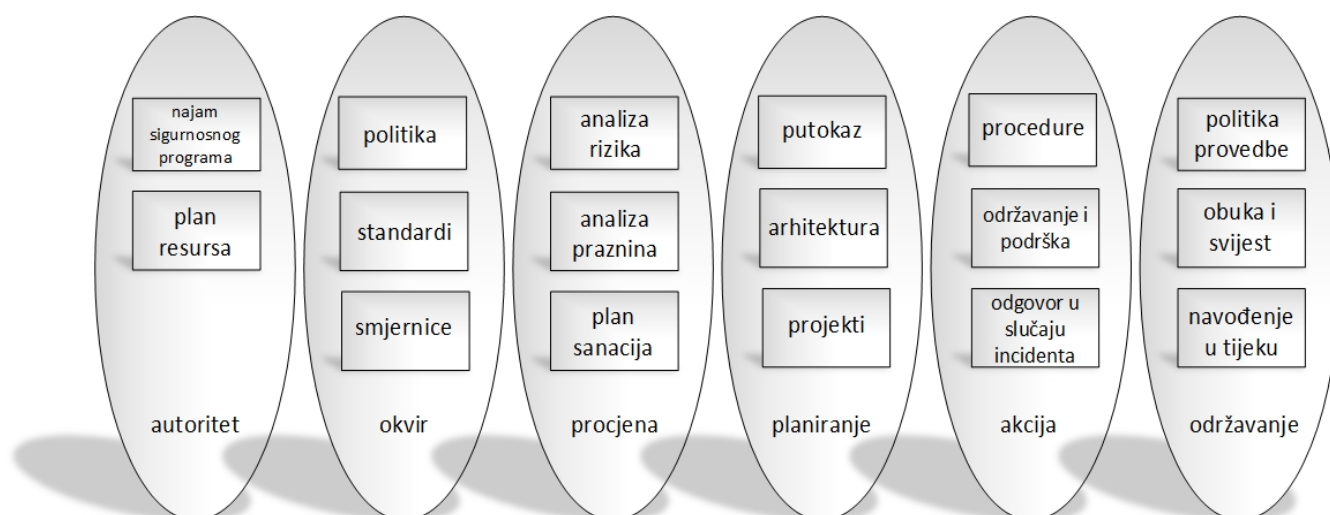 najam
sigurnosnog
programa
plan
resursa
autoritet
politika
standardi
smjernice
okvir
analiza
rizika
analiza
praznina
plan
sanacija
procjena
putokaz
arhitektura
projekti
planiranje
procedure
održavanje i
podrška
odgovor u
slučaju
incidenta
akcija
politika
provedbe
obuka i
svijest
navođenje
u tijeku
održavanje